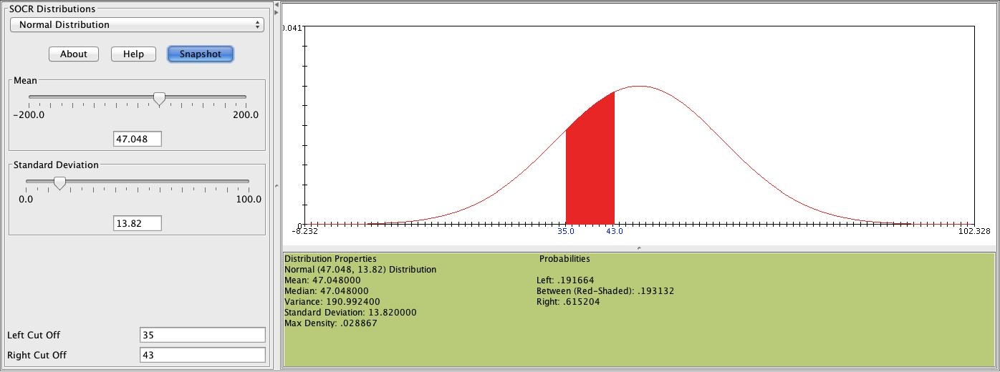 SOCR Distributions
Normal Distribution
About Help Snapshot
Mean
-200.0 200.0
47.048
Standard Deviation
0.0 100.0
13.82
Left Cut Off 35
Right Cut Off 43
0.041
0
-8.232 35.0 43.0 102.328
Distribution Properties
Normal (47.048, 13.82) Distribution
Mean: 47.048000
Median: 47.048000
Variance: 190.992400
Standard Deviation: 13.820000
Max Density: .028867
Probabilities
Left: .191664
Between (Red-Shaded): .193132
Right: .615204